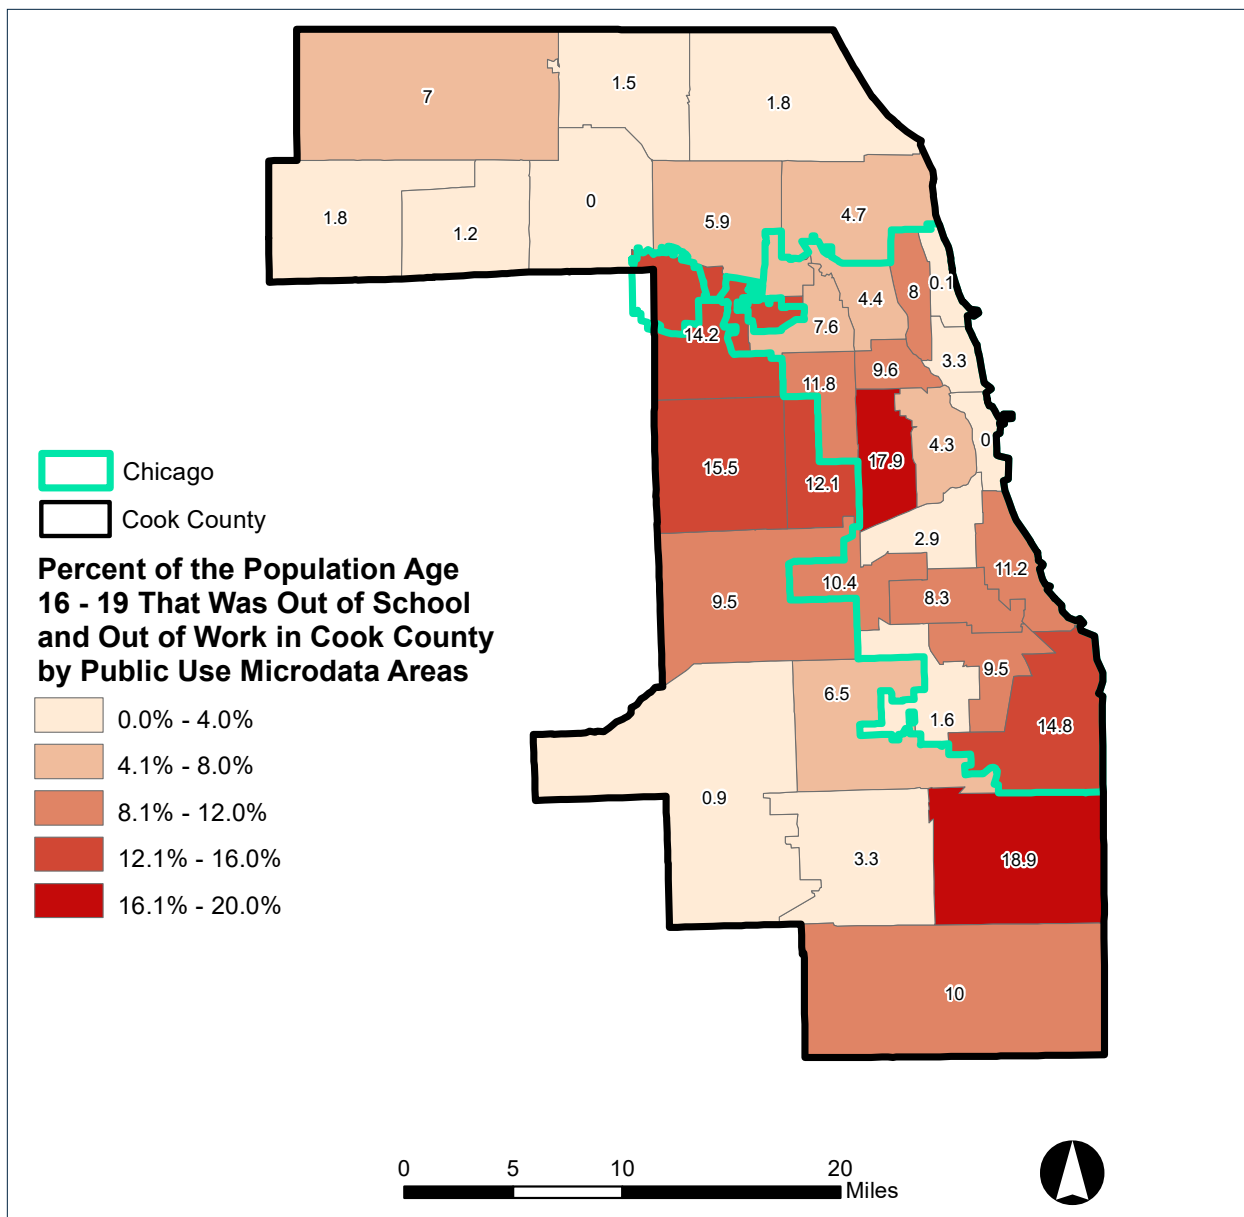 7
1.5
1.8
1.8
1.2
0
5.9
4.7
0.1
4.4
8
7.6
14.2
3.3
9.6
11.8
4.3
0
17.9
15.5
12.1
2.9
11.2
10.4
8.3
9.5
9.5
6.5
1.6
14.8
0.9
3.3
18.9
10
Chicago
Cook County
Percent of the Population Age
16 - 19 That Was Out of School
and Out of Work in Cook County
by Public Use Microdata Areas
0.0% - 4.0%
4.1% - 8.0%
8.1% - 12.0%
12.1% - 16.0%
16.1% - 20.0%
0 5 10 20
Miles